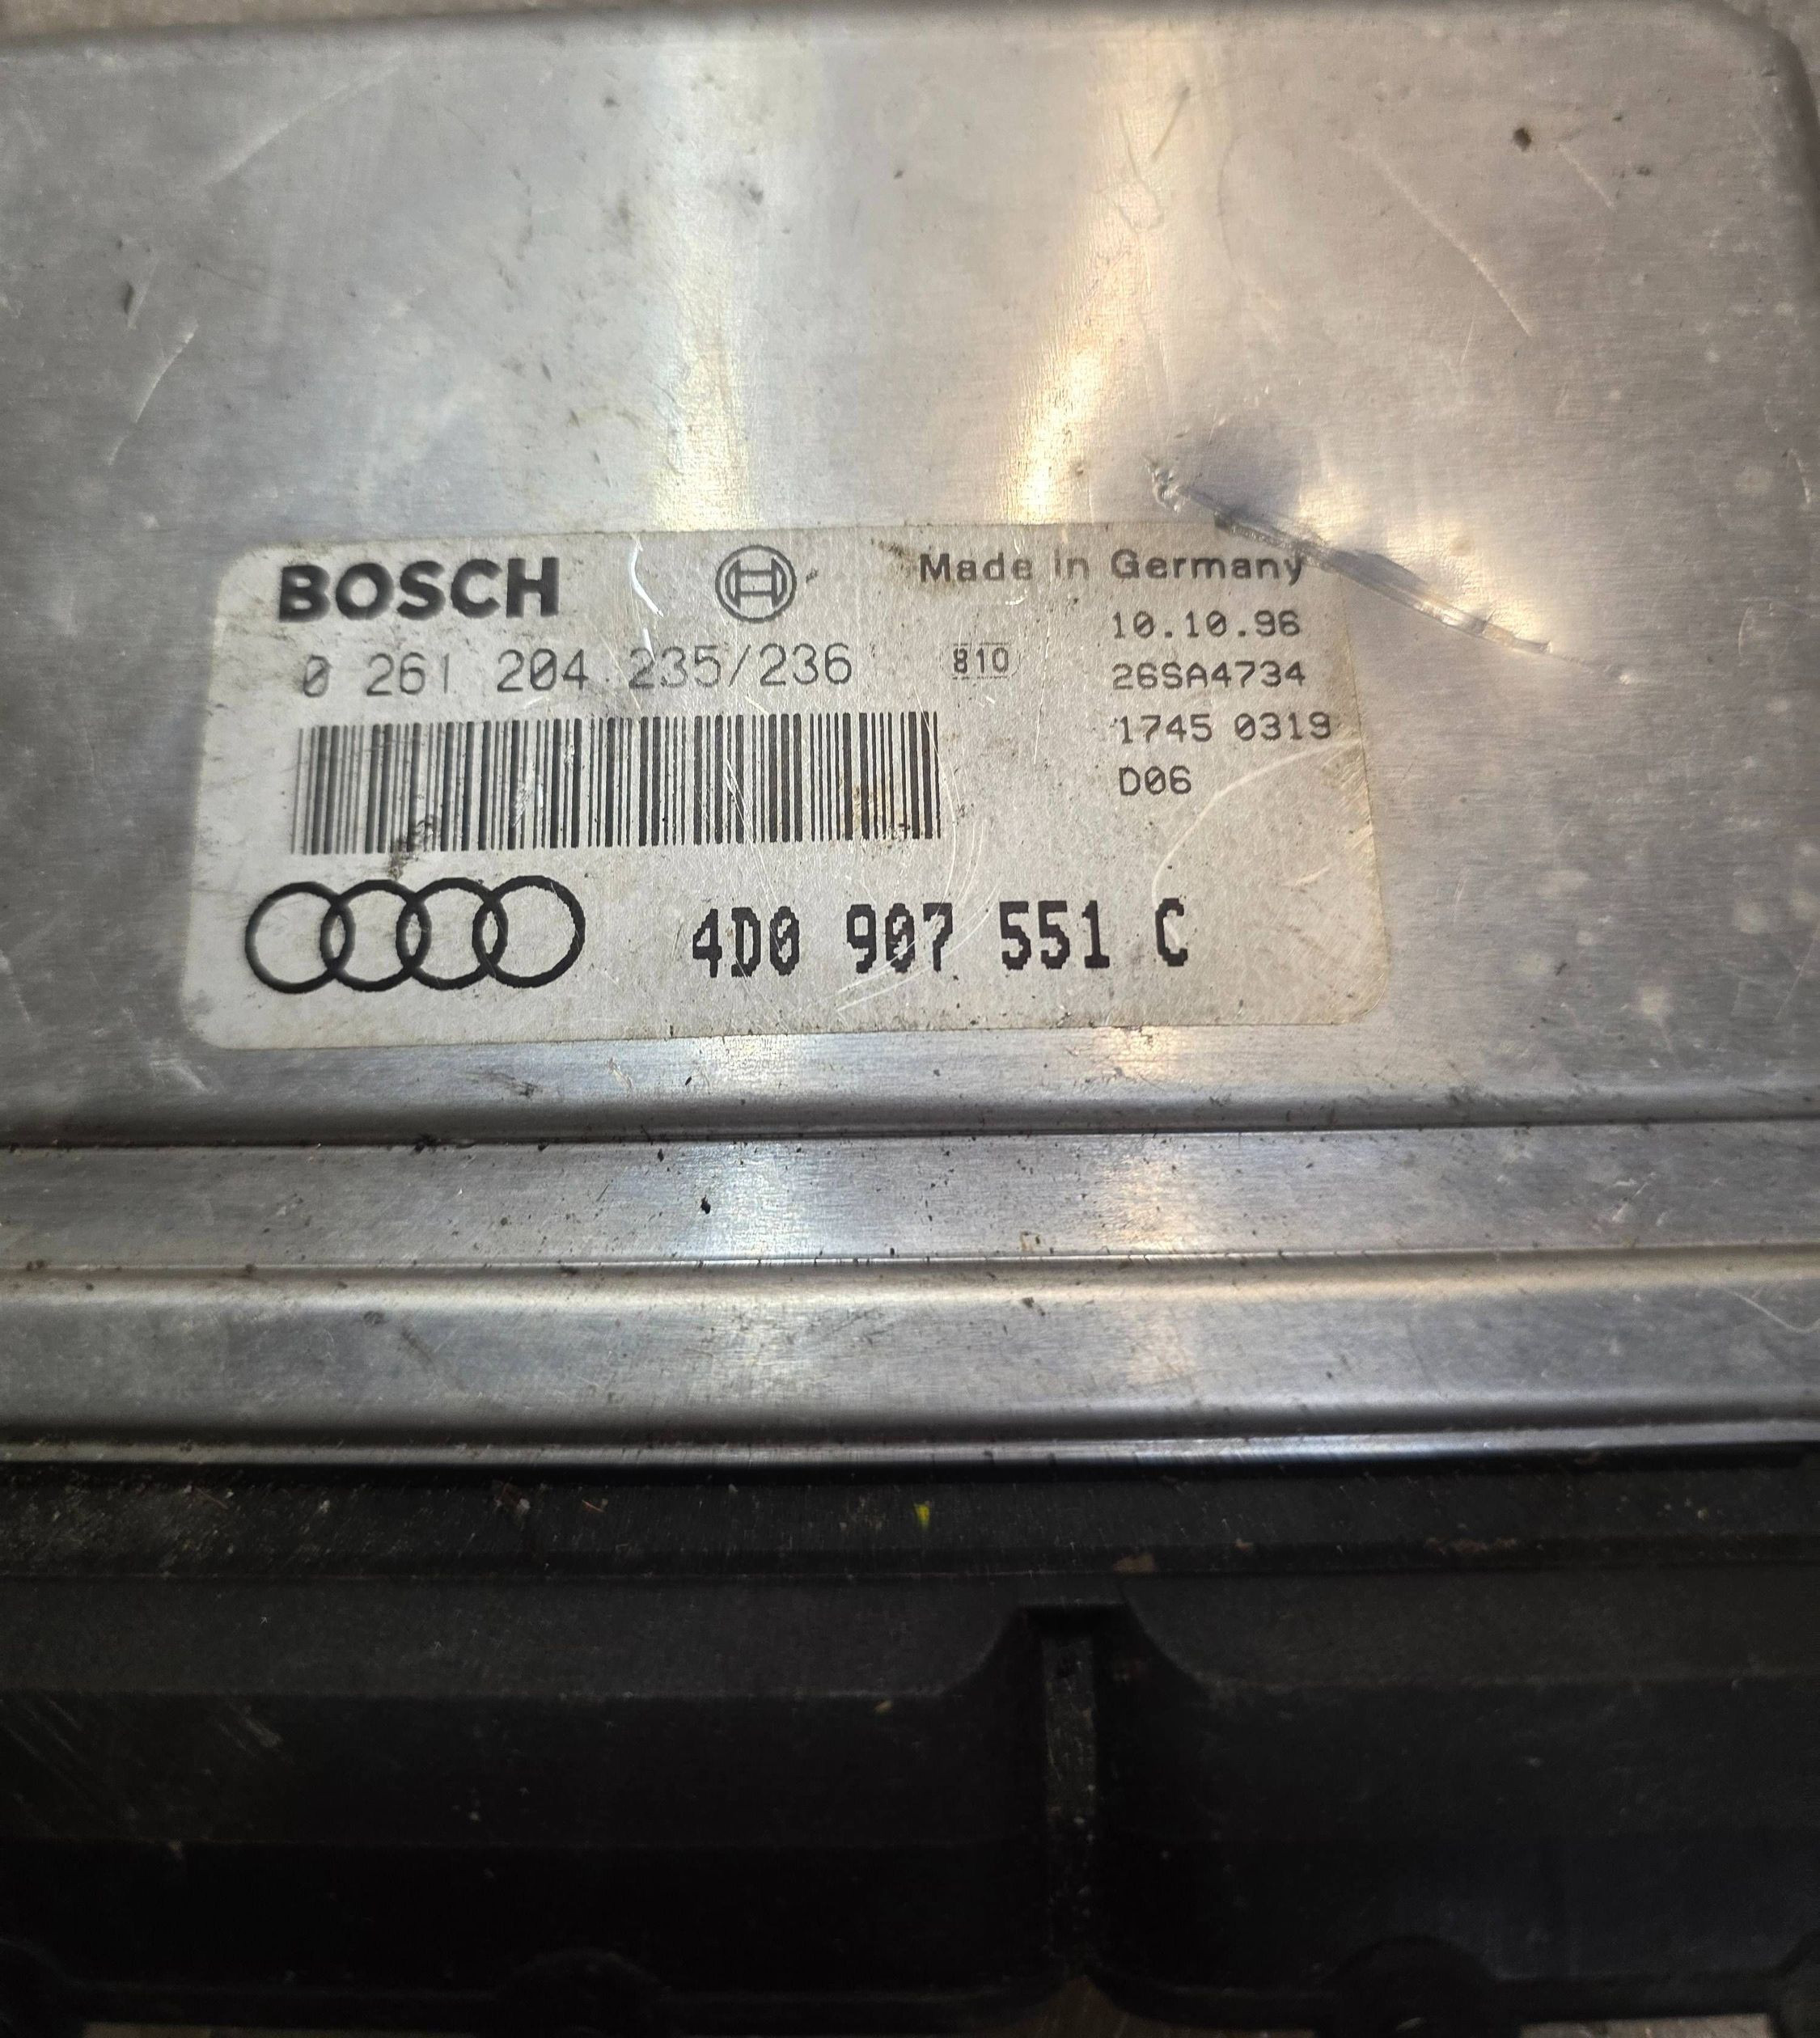 BOSCH
Made in Germany
0 261 204 235/236
810
10.10.96
26SA4734
1745 0319
D06
4D0 907 551 C